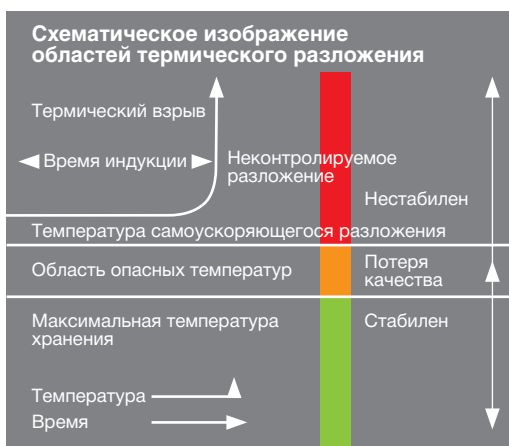 Схематическое изображение
областей термического разложения
Термический взрыв
Время индукции
Неконтролируемое
разложение
Нестабилен
Температура самоускоряющегося разложения
Область опасных температур
Потеря
качества
Максимальная температура
хранения
Стабилен
Температура
Время